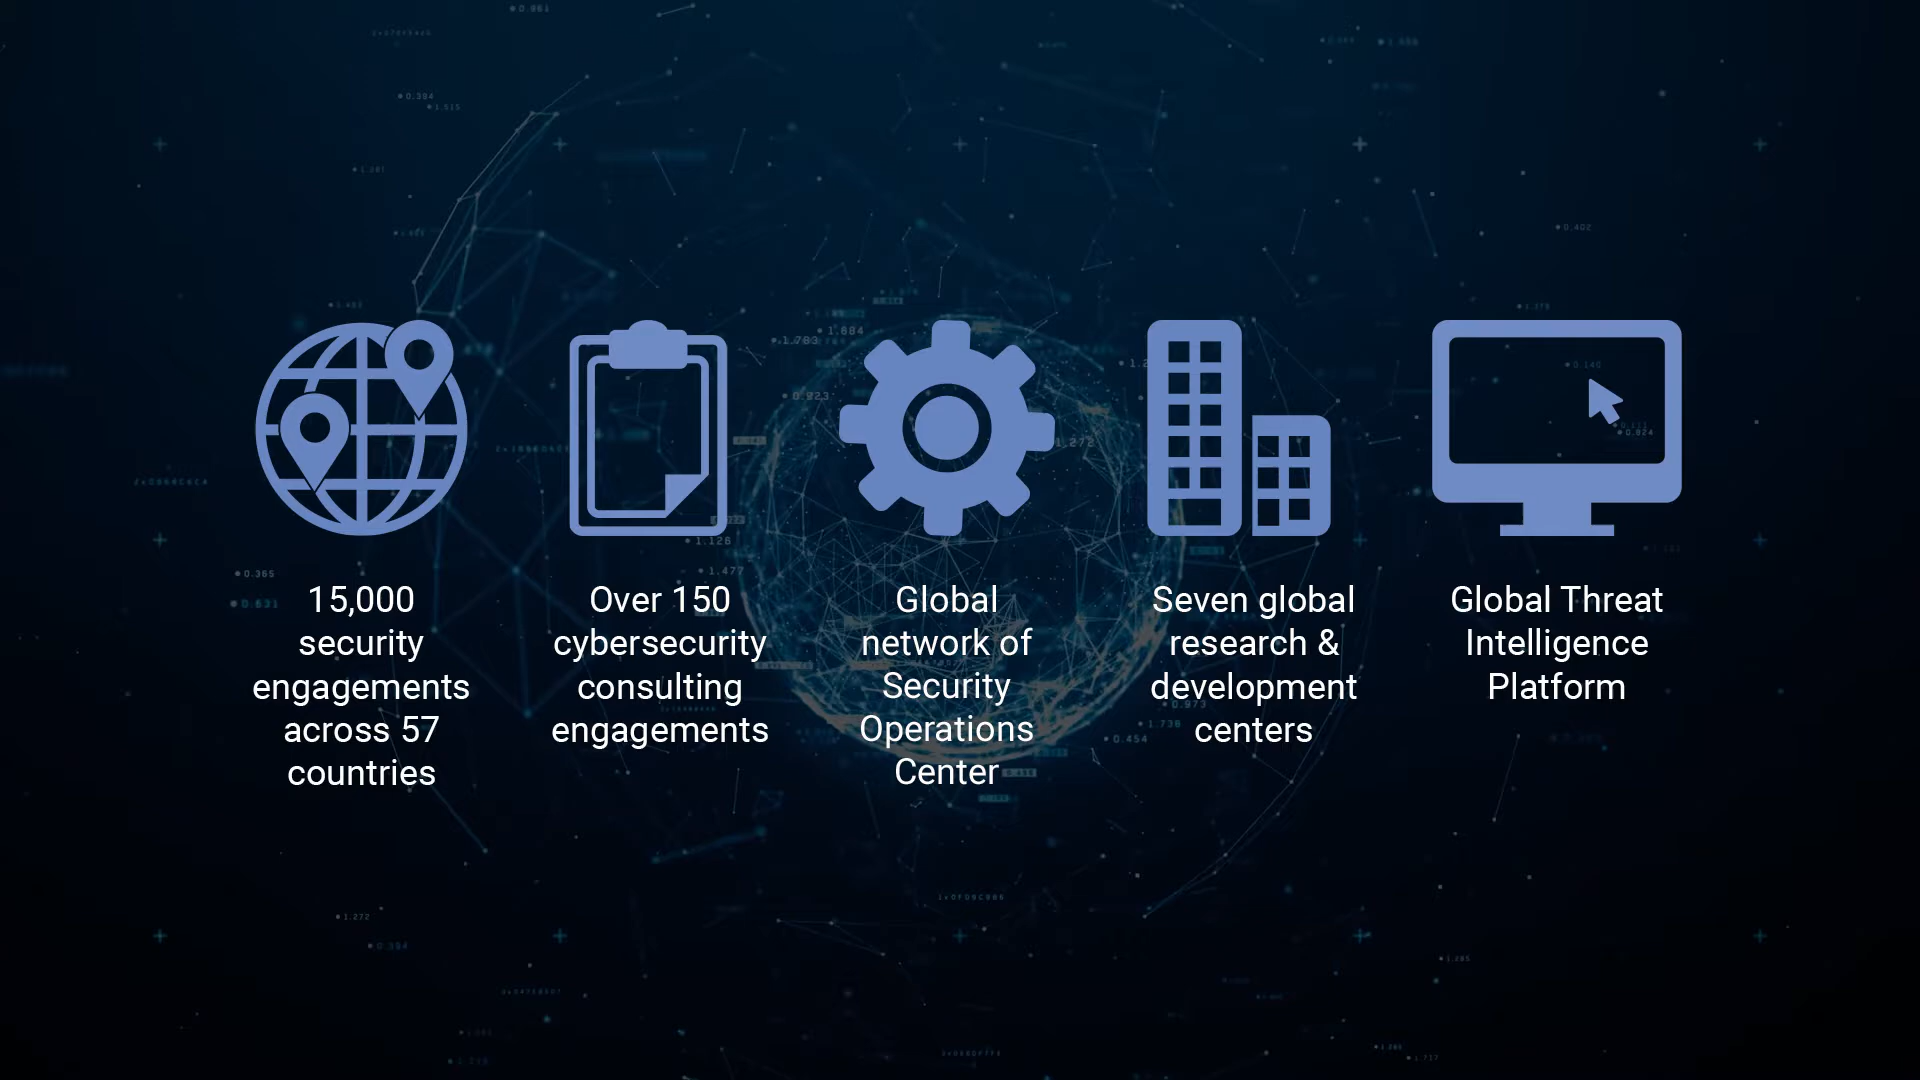 15,000
security
engagements
across 57
countries
Over 150
cybersecurity
consulting
engagements
Global
network of
Security
Operations
Center
Seven global
research &
development
centers
Global Threat
Intelligence
Platform